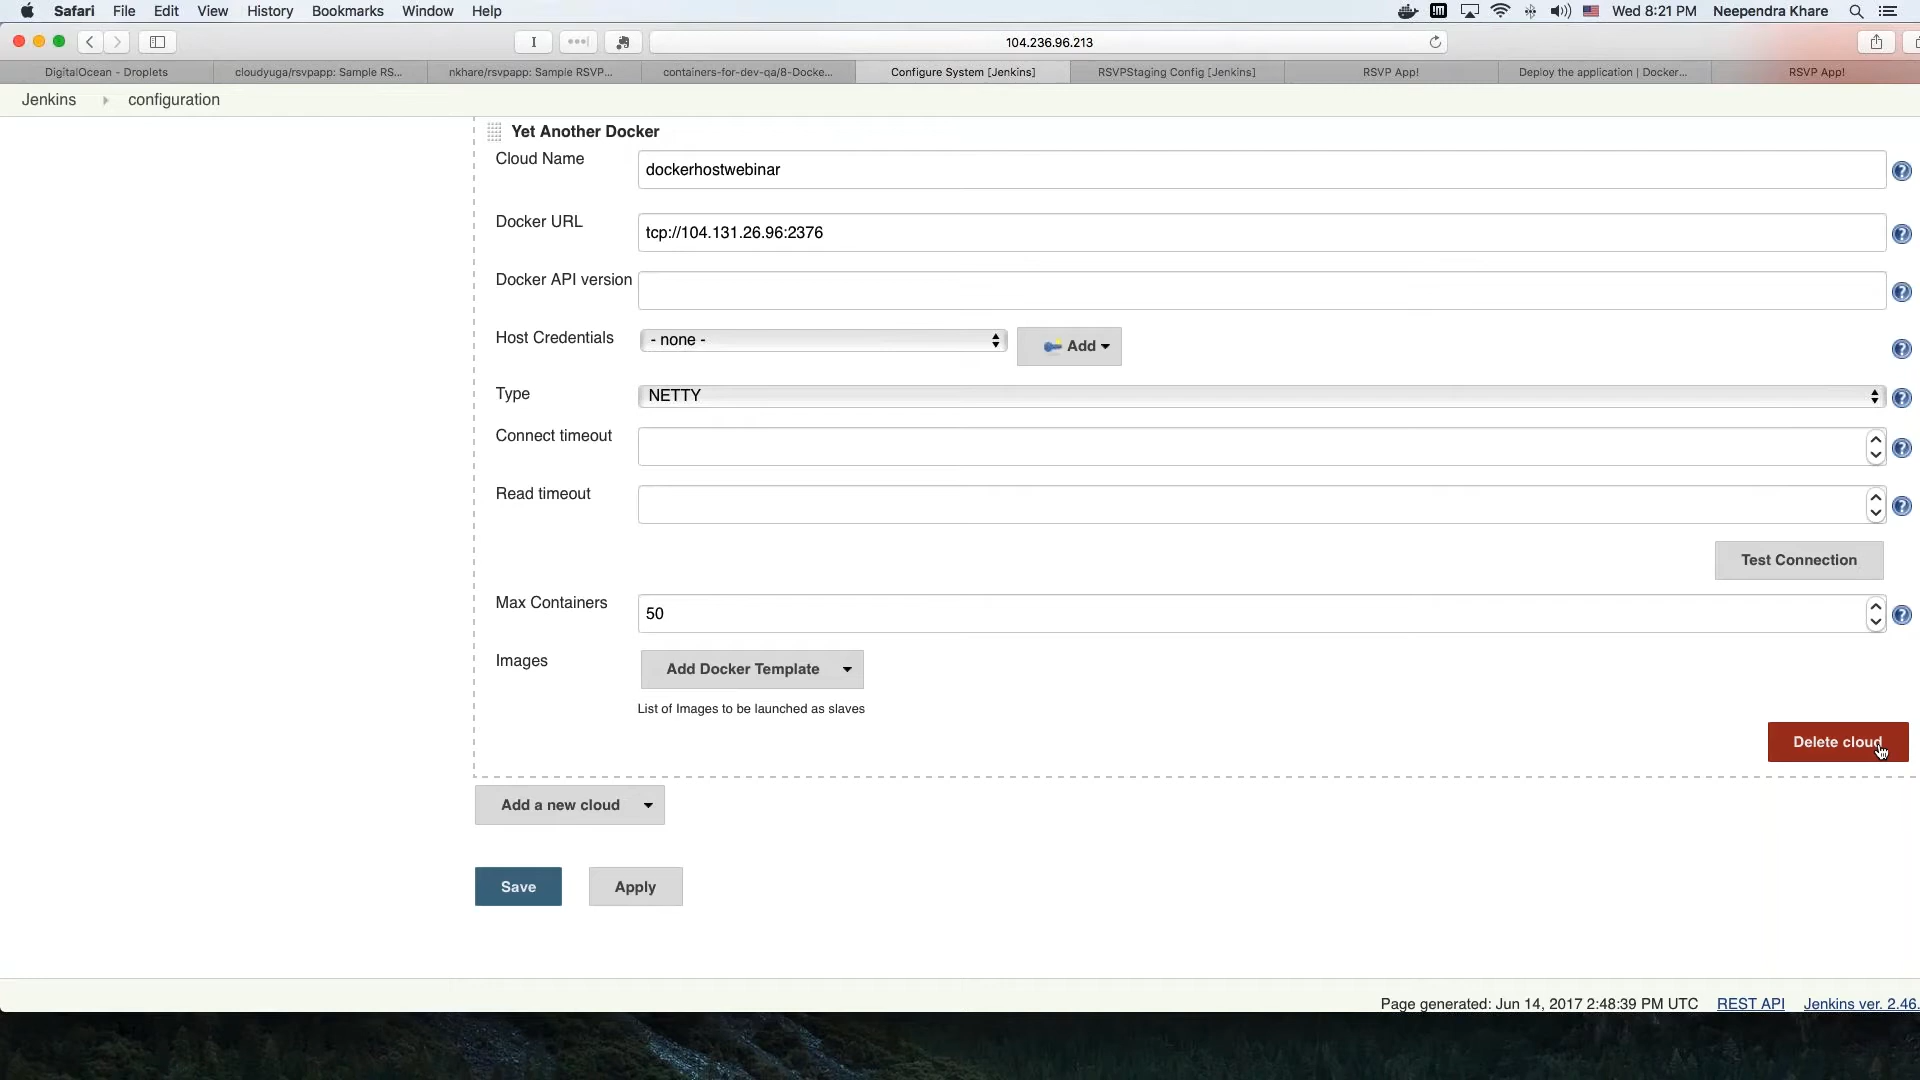 Safari File Edit View History Bookmarks Window Help Wed 8:21 PM Neependra Khare
104.236.96.213
DigitalOcean - Droplets cloudyuga/rsvpapp: Sample RS... nkhare/rsvpapp: Sample RSVP... containers-for-dev-qa/8-Docke... Configure System [Jenkins] RSVPStaging Config [Jenkins] RSVP App! Deploy the application | Docker... RSVP App!
Jenkins configuration
Yet Another Docker
Cloud Name dockerhostwebinar
Docker URL tcp://104.131.26.96:2376
Docker API version
Host Credentials - none - Add
Type NETTY
Connect timeout
Read timeout
Test Connection
Max Containers 50
Images Add Docker Template
List of Images to be launched as slaves
Delete cloud
Add a new cloud
Save Apply
Page generated: Jun 14, 2017 2:48:39 PM UTC REST API Jenkins ver. 2.46.